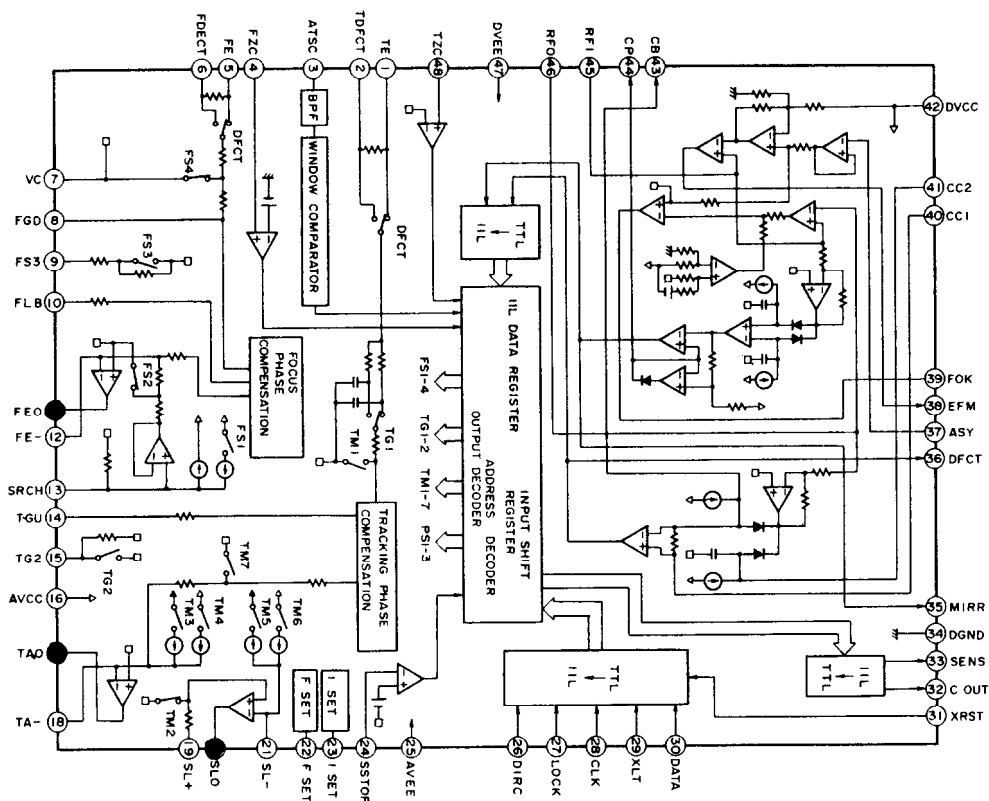 FDECT 6
FE 5
FZC 4
ATSC 3
TDFCT 2
TE 1
TZC 48
DVEE 47
RFO 46
RFI 45
CP 44
CB 43
42 DVCC
41 CC2
40 CC1
39 FOK
38 EFM
37 ASY
36 DFCT
35 MIRR
34 DGND
33 SENS
32 C OUT
31 XRST
VC 7
FGD 8
FS3 9
FLB 10
FEO
FE- 12
SRCH 13
TGU 14
TG2 15
AVCC 16
TAO
TA- 18
19 SL+
SLO
21 SL-
22 F SET
23 I SET
24 SSTOP
25 AVEE
26 DIRC
27 LOCK
28 CLK
29 XLT
30 DATA
DFCT
FS4
FS3
BPF
WINDOW COMPARATOR
DFCT
TTL
IIL
FOCUS PHASE
COMPENSATION
FS2
FS1
TG1
TM1
TRACKING PHASE
COMPENSATION
TG2
TM7
TM3
TM4
TM5
TM6
TM2
F SET
I SET
FS1-4
TG1-2
TM1-7
PS1-3
IIL DATA REGISTER
INPUT SHIFT
REGISTER
ADDRESS DECODER
OUTPUT DECODER
TTL
IIL
IIL
TTL